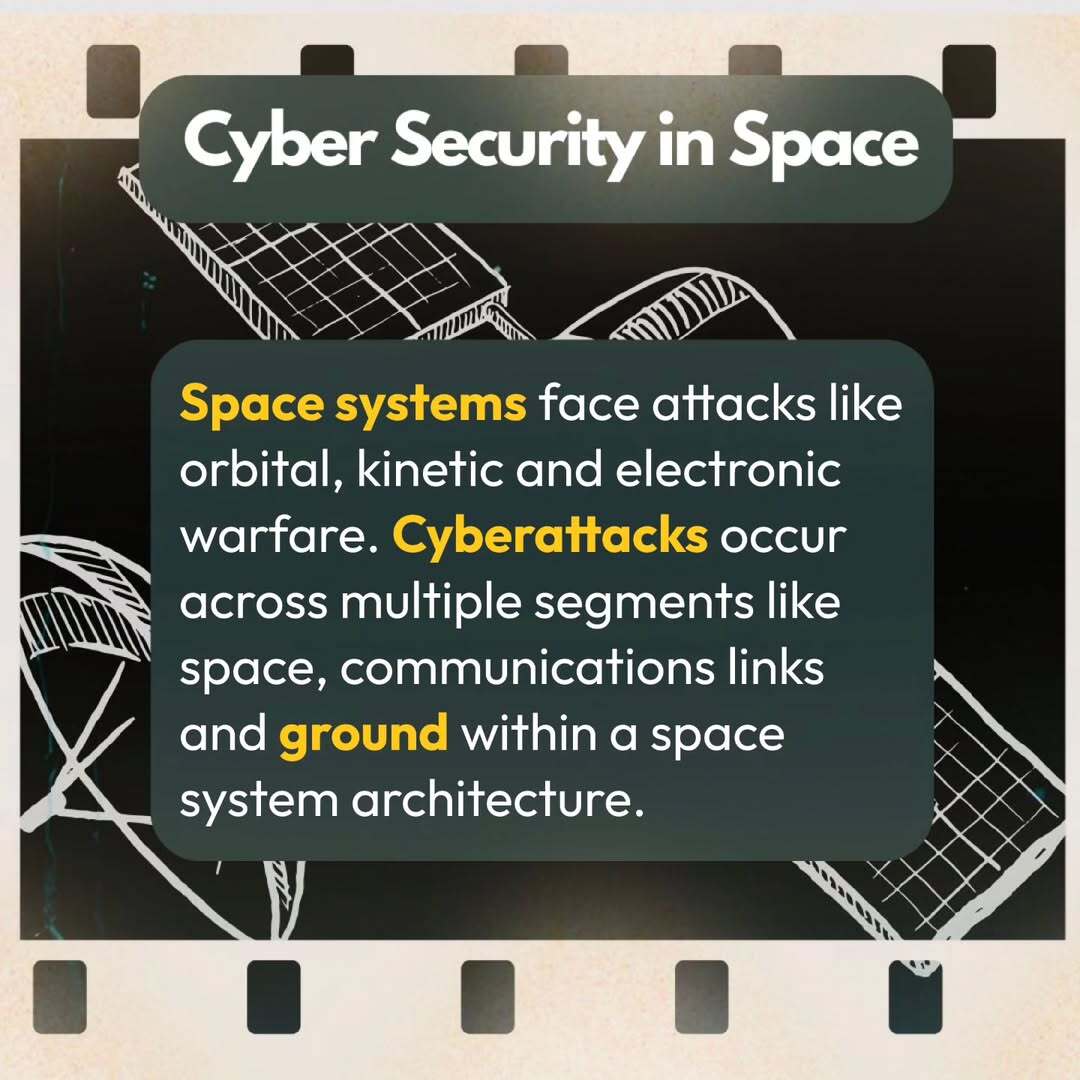 Cyber Security in Space
Space systems face attacks like
orbital, kinetic and electronic
warfare. Cyberattacks occur
across multiple segments like
space, communications links
and ground within a space
system architecture.